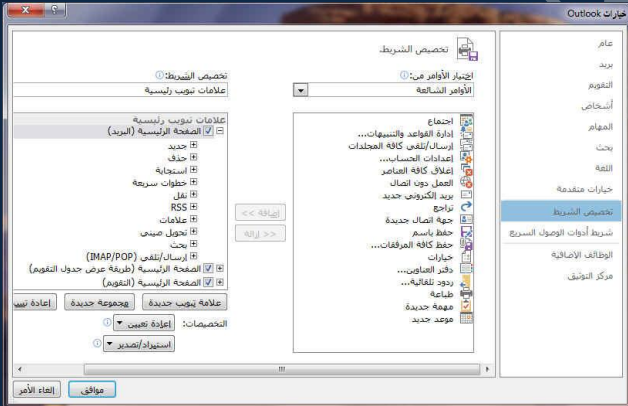 خيارات Outlook
عام
بريد
التقويم
أشخاص
المهام
بحث
اللغة
خيارات متقدمة
تخصيص الشريط
شريط أدوات الوصول السريع
الوظائف الإضافية
مركز التوثيق
تخصيص الشريط.
اختيار الأوامر من:
الأوامر الشائعة
اجتماع
إدارة القواعد والتنبيهات...
إرسال/تلقي كافة المجلدات
إعدادات الحساب...
إغلاق كافة العناصر
العمل دون اتصال
بريد إلكتروني جديد
تراجع
جهة اتصال جديدة
حفظ باسم
حفظ كافة المرفقات...
خيارات
دفتر العناوين...
ردود تلقائية...
طباعة
مهمة جديدة
موعد جديد
إضافة >>
<< إزالة
تخصيص الشريط:
علامات تبويب رئيسية
علامات تبويب رئيسية
الصفحة الرئيسية (البريد)
جديد
حذف
استجابة
خطوات سريعة
نقل
RSS
علامات
تحويل صيني
بحث
إرسال/تلقي (IMAP/POP)
الصفحة الرئيسية (طريقة عرض جدول التقويم)
الصفحة الرئيسية (التقويم)
علامة تبويب جديدة
مجموعة جديدة
إعادة
التخصيصات:
إعادة تعيين
استيراد/تصدير
موافق
إلغاء الأمر